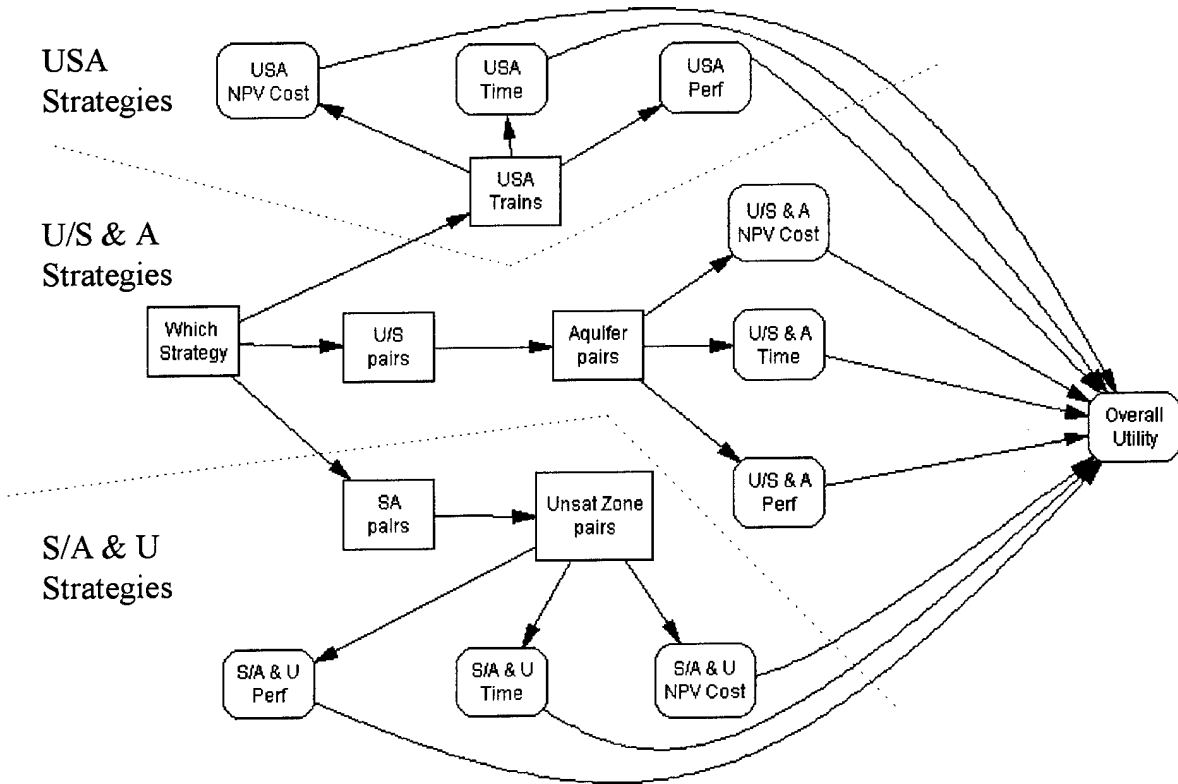 USA
Strategies
USA
NPV Cost
USA
Time
USA
Perf
USA
Trains
U/S & A
Strategies
U/S & A
NPV Cost
Which
Strategy
U/S
pairs
Aquifer
pairs
U/S & A
Time
Overall
Utility
U/S & A
Perf
SA
pairs
Unsat Zone
pairs
S/A & U
Strategies
S/A & U
Perf
S/A & U
Time
S/A & U
NPV Cost